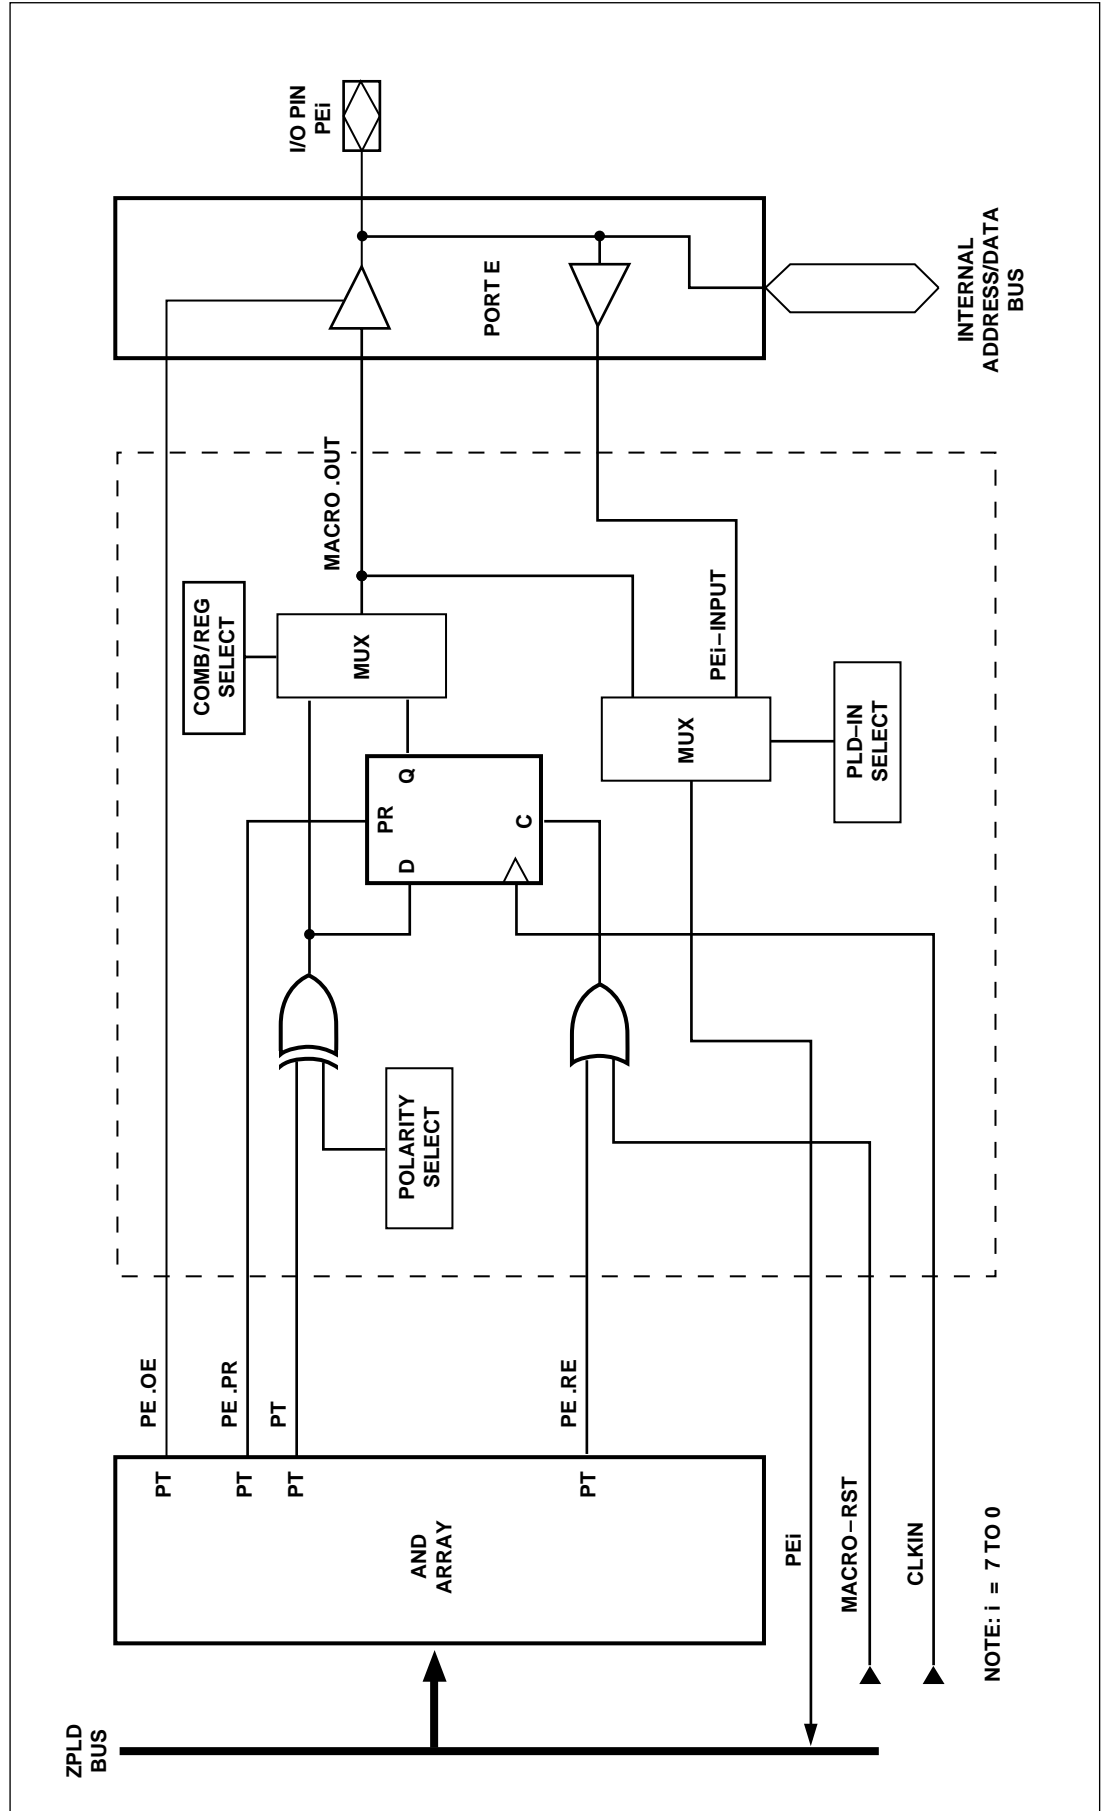 ZPLD
BUS
AND
ARRAY
PT
PT
PT
PT
PE .OE
PE .PR
PT
PE .RE
PEi
MACRO–RST
CLKIN
NOTE: i = 7 TO 0
POLARITY
SELECT
D
PR
Q
C
COMB/REG
SELECT
MUX
MUX
PLD–IN
SELECT
MACRO .OUT
PEi–INPUT
PORT E
I/O PIN
PEi
INTERNAL
ADDRESS/DATA
BUS